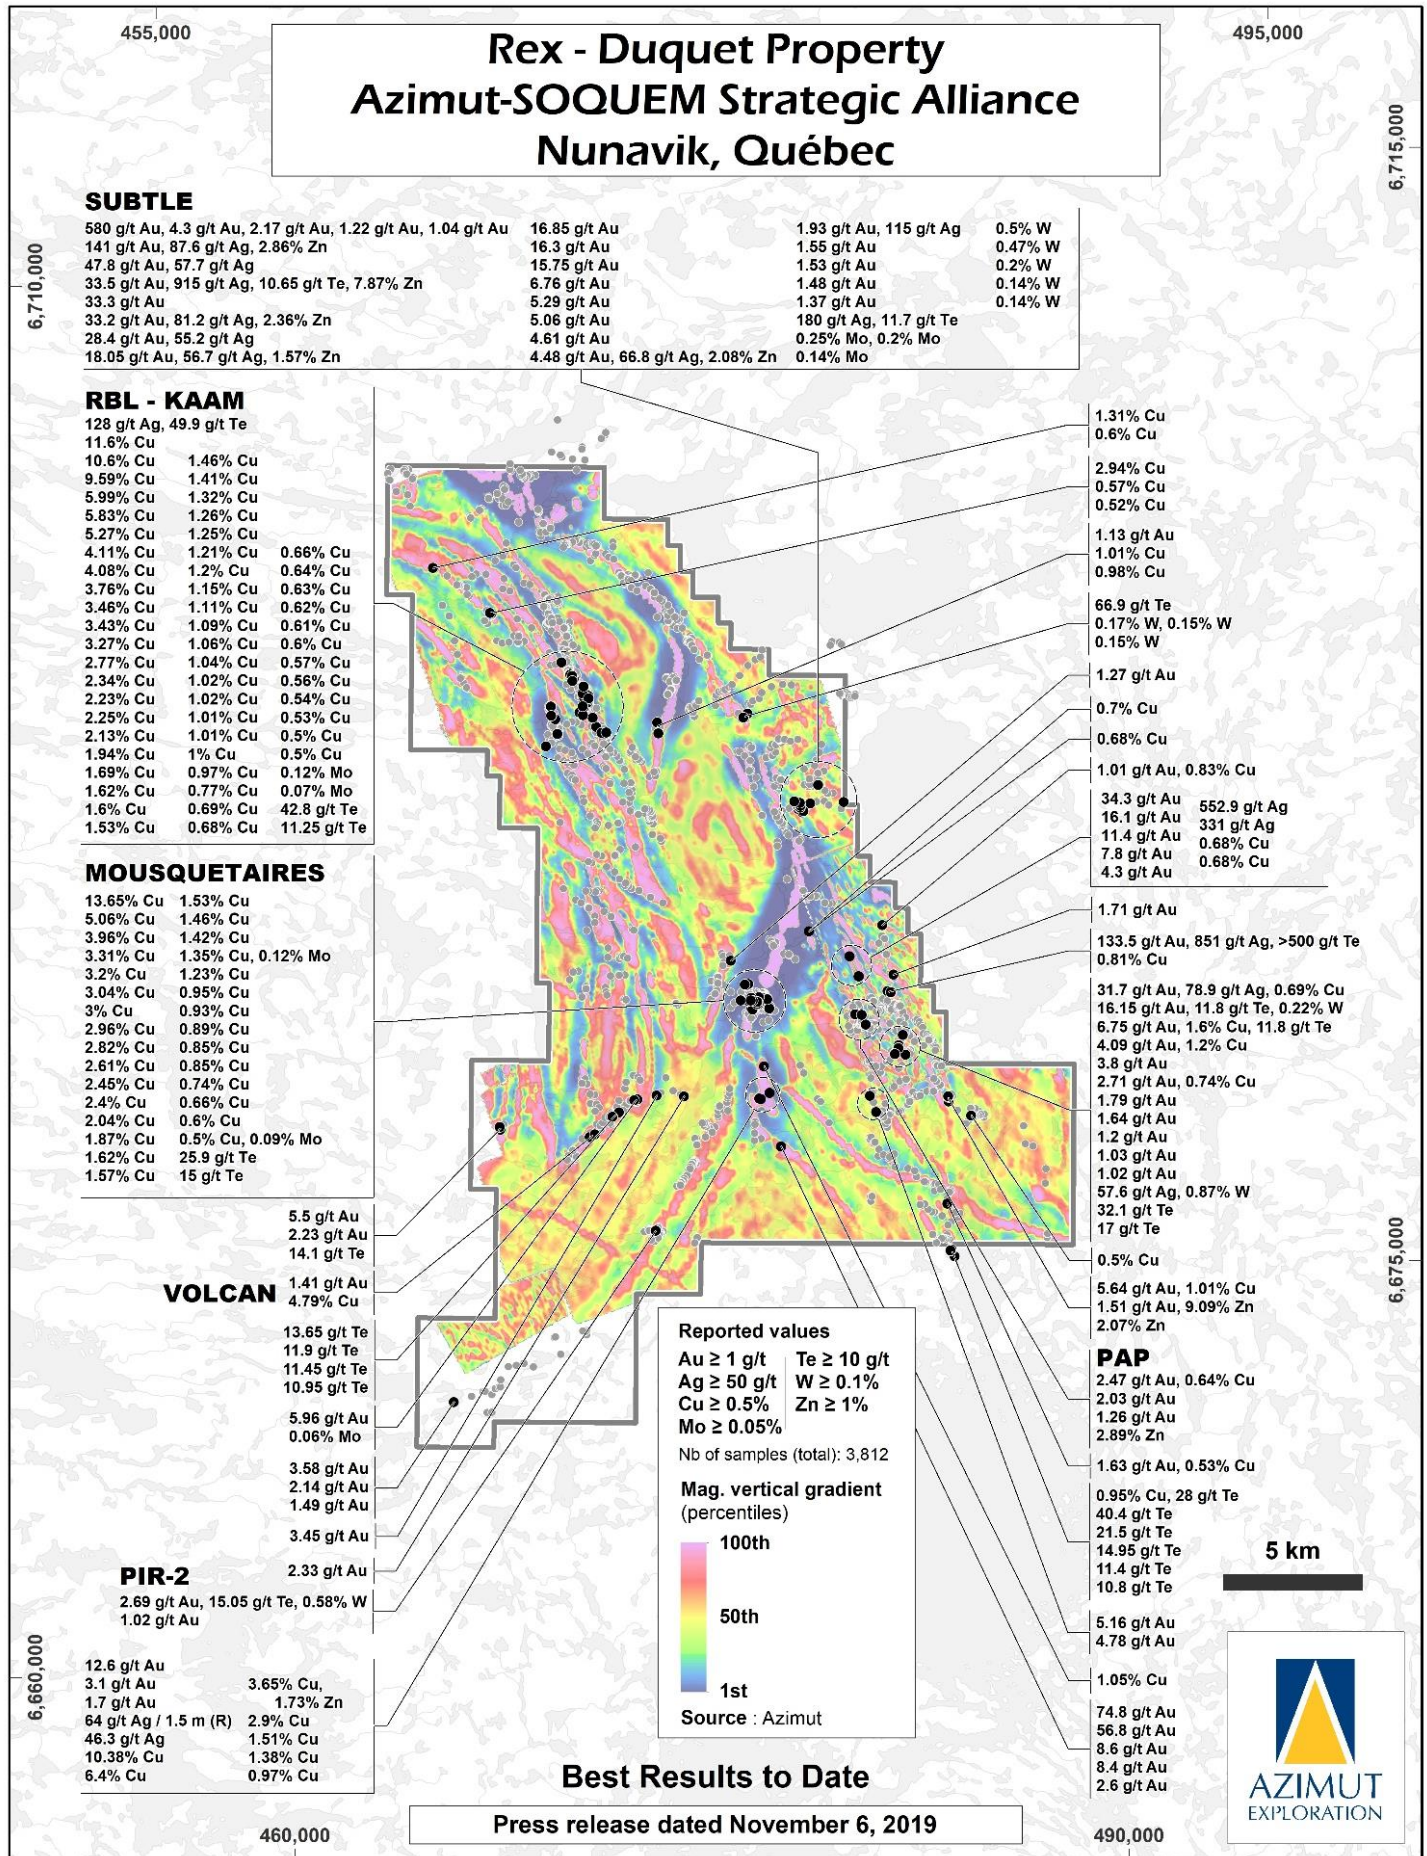 455,000
495,000
Rex - Duquet Property
Azimut-SOQUEM Strategic Alliance
Nunavik, Québec
6,715,000
6,710,000
SUBTLE
580 g/t Au, 4.3 g/t Au, 2.17 g/t Au, 1.22 g/t Au, 1.04 g/t Au
141 g/t Au, 87.6 g/t Ag, 2.86% Zn
47.8 g/t Au, 57.7 g/t Ag
33.5 g/t Au, 915 g/t Ag, 10.65 g/t Te, 7.87% Zn
33.3 g/t Au
33.2 g/t Au, 81.2 g/t Ag, 2.36% Zn
28.4 g/t Au, 55.2 g/t Ag
18.05 g/t Au, 56.7 g/t Ag, 1.57% Zn
16.85 g/t Au
16.3 g/t Au
15.75 g/t Au
6.76 g/t Au
5.29 g/t Au
5.06 g/t Au
4.61 g/t Au
4.48 g/t Au, 66.8 g/t Ag, 2.08% Zn
1.93 g/t Au, 115 g/t Ag
1.55 g/t Au
1.53 g/t Au
1.48 g/t Au
1.37 g/t Au
180 g/t Ag, 11.7 g/t Te
0.25% Mo, 0.2% Mo
0.14% Mo
0.5% W
0.47% W
0.2% W
0.14% W
0.14% W
RBL - KAAM
128 g/t Ag, 49.9 g/t Te
11.6% Cu
10.6% Cu 1.46% Cu
9.59% Cu 1.41% Cu
5.99% Cu 1.32% Cu
5.83% Cu 1.26% Cu
5.27% Cu 1.25% Cu
4.11% Cu 1.21% Cu 0.66% Cu
4.08% Cu 1.2% Cu 0.64% Cu
3.76% Cu 1.15% Cu 0.63% Cu
3.46% Cu 1.11% Cu 0.62% Cu
3.43% Cu 1.09% Cu 0.61% Cu
3.27% Cu 1.06% Cu 0.6% Cu
2.77% Cu 1.04% Cu 0.57% Cu
2.34% Cu 1.02% Cu 0.56% Cu
2.23% Cu 1.02% Cu 0.54% Cu
2.25% Cu 1.01% Cu 0.53% Cu
2.13% Cu 1.01% Cu 0.5% Cu
1.94% Cu 1% Cu 0.5% Cu
1.69% Cu 0.97% Cu 0.12% Mo
1.62% Cu 0.77% Cu 0.07% Mo
1.6% Cu 0.69% Cu 42.8 g/t Te
1.53% Cu 0.68% Cu 11.25 g/t Te
MOUSQUETAIRES
13.65% Cu 1.53% Cu
5.06% Cu 1.46% Cu
3.96% Cu 1.42% Cu
3.31% Cu 1.35% Cu, 0.12% Mo
3.2% Cu 1.23% Cu
3.04% Cu 0.95% Cu
3% Cu 0.93% Cu
2.96% Cu 0.89% Cu
2.82% Cu 0.85% Cu
2.61% Cu 0.85% Cu
2.45% Cu 0.74% Cu
2.4% Cu 0.66% Cu
2.04% Cu 0.6% Cu
1.87% Cu 0.5% Cu, 0.09% Mo
1.62% Cu 25.9 g/t Te
1.57% Cu 15 g/t Te
5.5 g/t Au
2.23 g/t Au
14.1 g/t Te
VOLCAN
1.41 g/t Au
4.79% Cu
13.65 g/t Te
11.9 g/t Te
11.45 g/t Te
10.95 g/t Te
5.96 g/t Au
0.06% Mo
3.58 g/t Au
2.14 g/t Au
1.49 g/t Au
3.45 g/t Au
2.33 g/t Au
PIR-2
2.69 g/t Au, 15.05 g/t Te, 0.58% W
1.02 g/t Au
6,660,000
12.6 g/t Au
3.1 g/t Au 3.65% Cu,
1.7 g/t Au 1.73% Zn
64 g/t Ag / 1.5 m (R) 2.9% Cu
46.3 g/t Ag 1.51% Cu
10.38% Cu 1.38% Cu
6.4% Cu 0.97% Cu
1.31% Cu
0.6% Cu
2.94% Cu
0.57% Cu
0.52% Cu
1.13 g/t Au
1.01% Cu
0.98% Cu
66.9 g/t Te
0.17% W, 0.15% W
0.15% W
1.27 g/t Au
0.7% Cu
0.68% Cu
1.01 g/t Au, 0.83% Cu
34.3 g/t Au
16.1 g/t Au
11.4 g/t Au
7.8 g/t Au
4.3 g/t Au
552.9 g/t Ag
331 g/t Ag
0.68% Cu
0.68% Cu
1.71 g/t Au
133.5 g/t Au, 851 g/t Ag, >500 g/t Te
0.81% Cu
31.7 g/t Au, 78.9 g/t Ag, 0.69% Cu
16.15 g/t Au, 11.8 g/t Te, 0.22% W
6.75 g/t Au, 1.6% Cu, 11.8 g/t Te
4.09 g/t Au, 1.2% Cu
3.8 g/t Au
2.71 g/t Au, 0.74% Cu
1.79 g/t Au
1.64 g/t Au
1.2 g/t Au
1.03 g/t Au
1.02 g/t Au
57.6 g/t Ag, 0.87% W
32.1 g/t Te
17 g/t Te
0.5% Cu
6,675,000
5.64 g/t Au, 1.01% Cu
1.51 g/t Au, 9.09% Zn
2.07% Zn
PAP
2.47 g/t Au, 0.64% Cu
2.03 g/t Au
1.26 g/t Au
2.89% Zn
1.63 g/t Au, 0.53% Cu
0.95% Cu, 28 g/t Te
40.4 g/t Te
21.5 g/t Te
14.95 g/t Te
11.4 g/t Te
10.8 g/t Te
5.16 g/t Au
4.78 g/t Au
1.05% Cu
74.8 g/t Au
56.8 g/t Au
8.6 g/t Au
8.4 g/t Au
2.6 g/t Au
Reported values
Au ≥ 1 g/t Te ≥ 10 g/t
Ag ≥ 50 g/t W ≥ 0.1%
Cu ≥ 0.5% Zn ≥ 1%
Mo ≥ 0.05%
Nb of samples (total): 3,812
Mag. vertical gradient
(percentiles)
100th
50th
1st
Source : Azimut
5 km
AZIMUT
EXPLORATION
Best Results to Date
Press release dated November 6, 2019
460,000
490,000